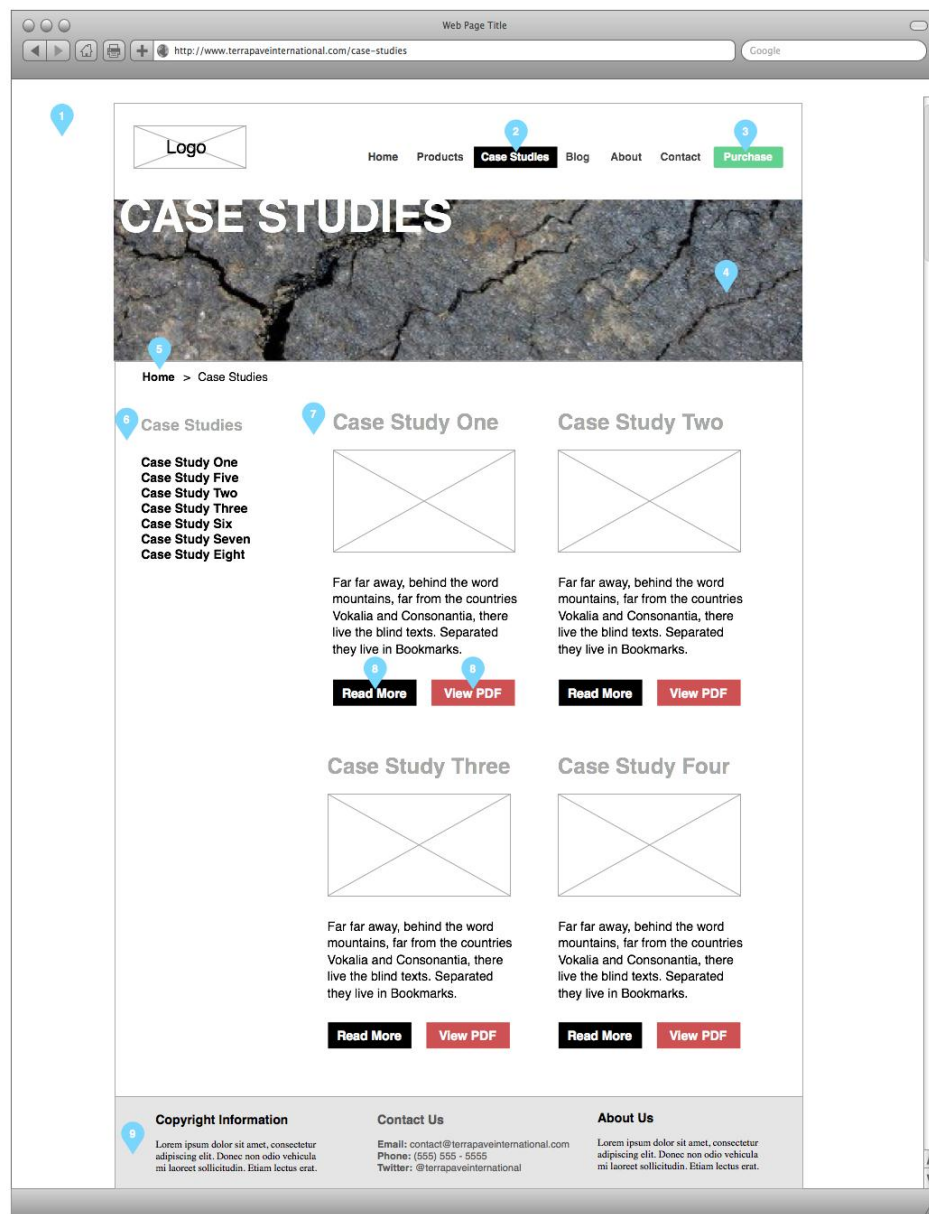 Web Page Title
http://www.terrapaveinternational.com/case-studies
Google
1
Logo
2
3
Home Products Case Studies Blog About Contact Purchase
CASE STUDIES
4
5
Home > Case Studies
6
Case Studies
Case Study One
Case Study Five
Case Study Two
Case Study Three
Case Study Six
Case Study Seven
Case Study Eight
7
Case Study One
Far far away, behind the word
mountains, far from the countries
Vokalia and Consonantia, there
live the blind texts. Separated
they live in Bookmarks.
8
8
Read More View PDF
Case Study Two
Far far away, behind the word
mountains, far from the countries
Vokalia and Consonantia, there
live the blind texts. Separated
they live in Bookmarks.
Read More View PDF
Case Study Three
Far far away, behind the word
mountains, far from the countries
Vokalia and Consonantia, there
live the blind texts. Separated
they live in Bookmarks.
Read More View PDF
Case Study Four
Far far away, behind the word
mountains, far from the countries
Vokalia and Consonantia, there
live the blind texts. Separated
they live in Bookmarks.
Read More View PDF
9
Copyright Information
Lorem ipsum dolor sit amet, consectetur
adipiscing elit. Donec non odio vehicula
mi laoreet sollicitudin. Etiam lectus erat.
Contact Us
Email: contact@terrapaveinternational.com
Phone: (555) 555 - 5555
Twitter: @terrapaveinternational
About Us
Lorem ipsum dolor sit amet, consectetur
adipiscing elit. Donec non odio vehicula
mi laoreet sollicitudin. Etiam lectus erat.